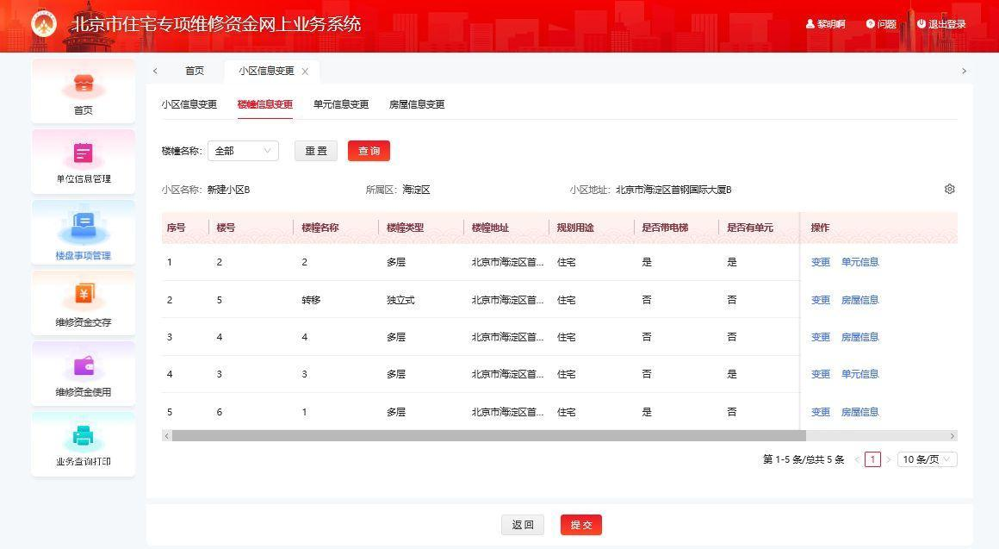 北京市住宅专项维修资金网上业务系统
黎明啊 问题 退出登录
首页
单位信息管理
楼盘事项管理
维修资金交存
维修资金使用
业务查询打印
首页 小区信息变更
小区信息变更 楼幢信息变更 单元信息变更 房屋信息变更
楼幢名称: 全部 重置 查询
小区名称: 新建小区B 所属区: 海淀区 小区地址: 北京市海淀区首钢国际大厦B
序号 楼号 楼幢名称 楼幢类型 楼幢地址 规划用途 是否带电梯 是否有单元 操作
1 2 2 多层 北京市海淀区首... 住宅 是 是 变更 单元信息
2 5 转移 独立式 北京市海淀区首... 住宅 否 否 变更 房屋信息
3 4 4 多层 北京市海淀区首... 住宅 否 否 变更 房屋信息
4 3 3 多层 北京市海淀区首... 住宅 否 是 变更 单元信息
5 6 1 多层 北京市海淀区首... 住宅 是 否 变更 房屋信息
第 1-5 条/总共 5 条 1 10 条/页
返回 提交